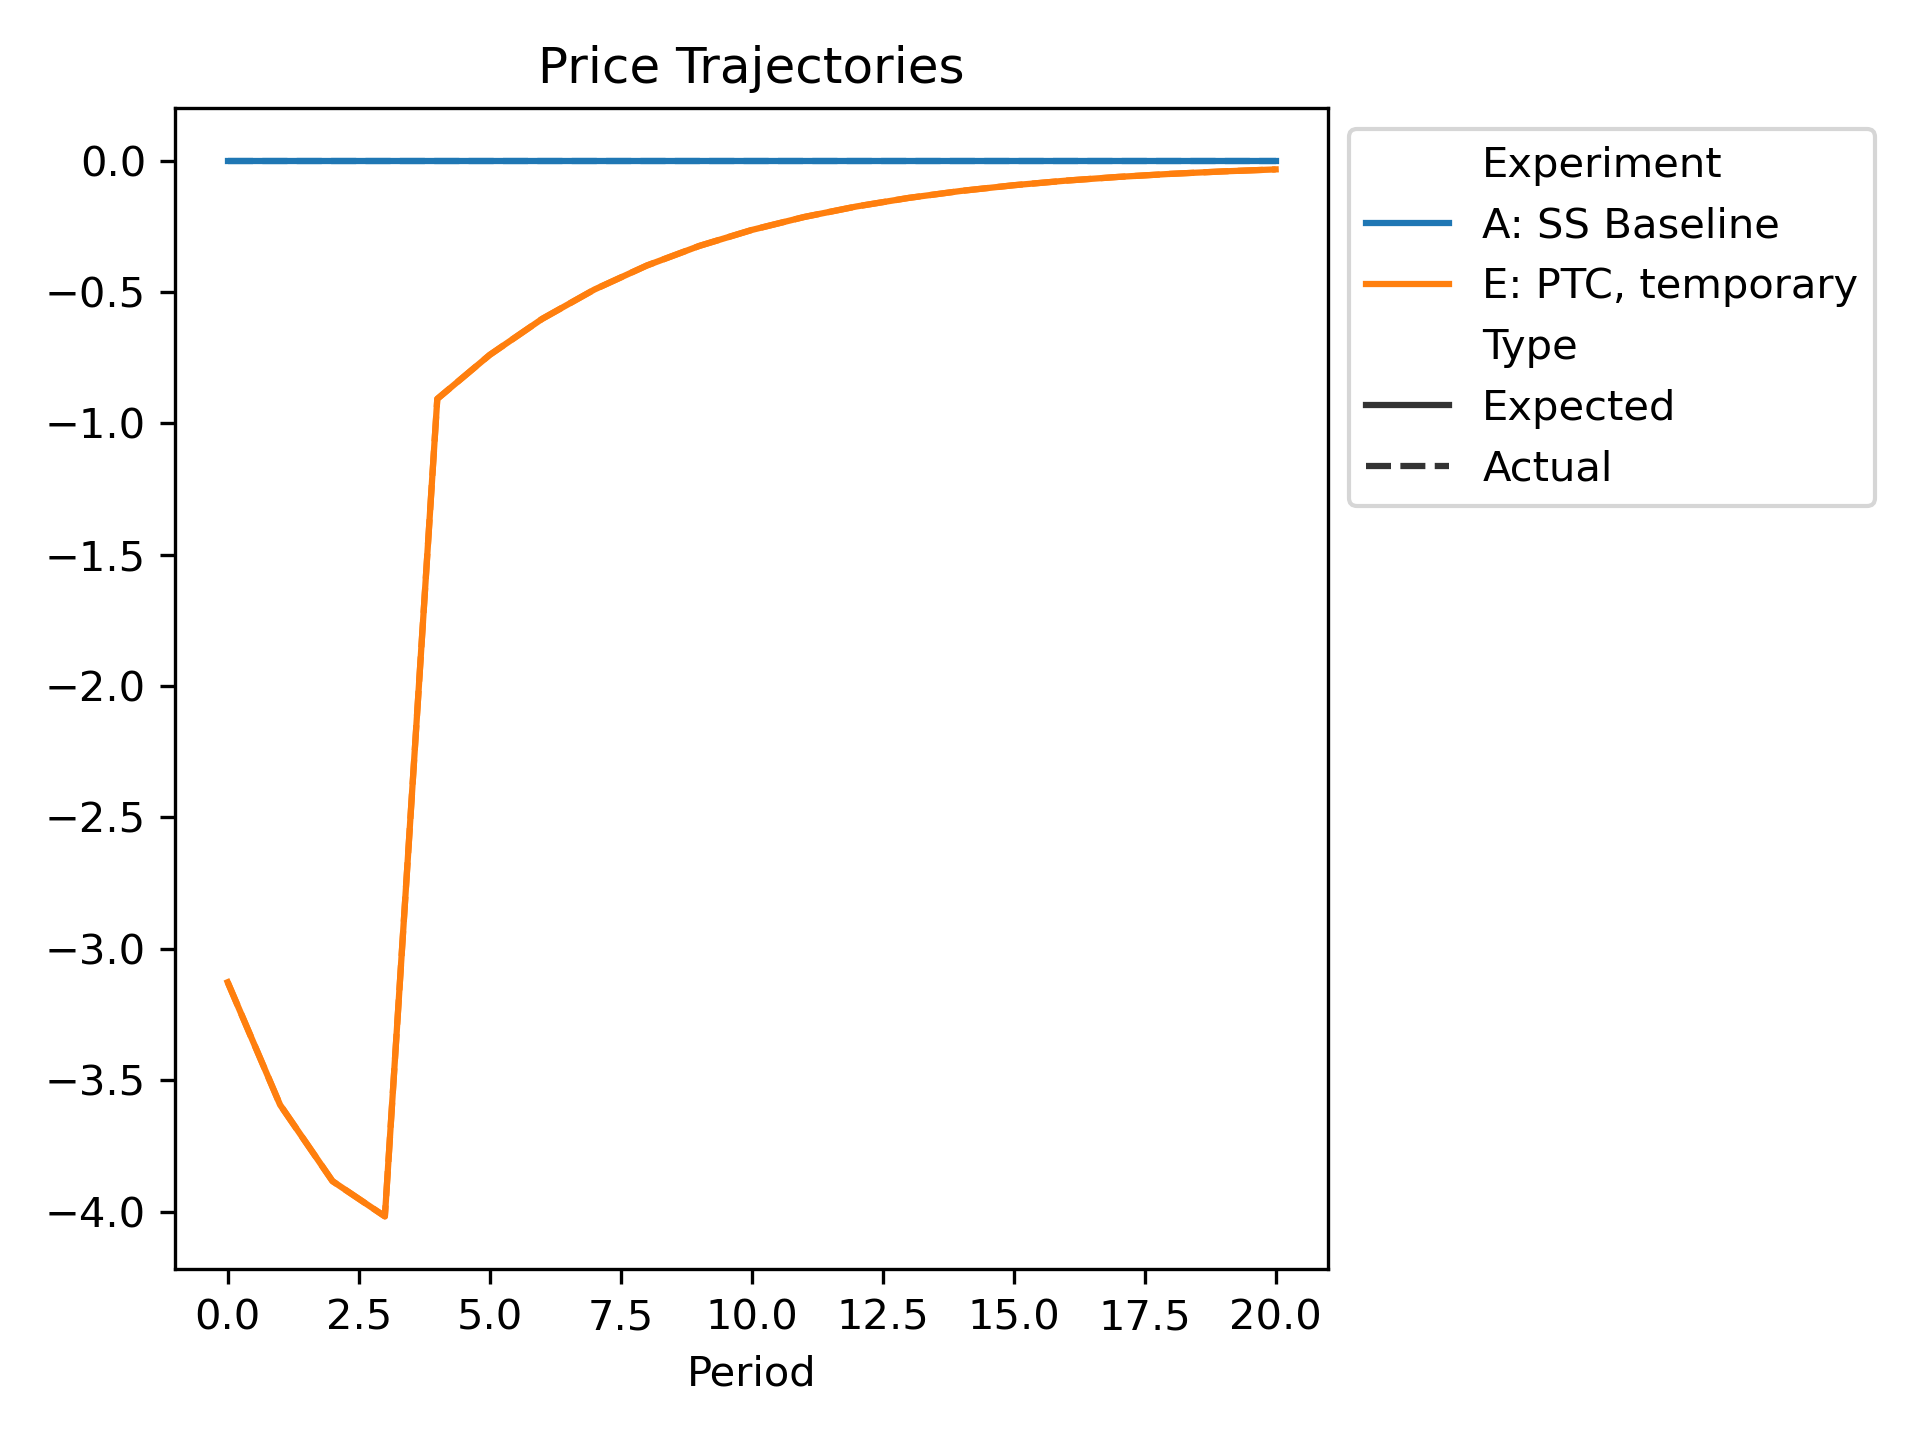 Price Trajectories
0.0
−0.5
−1.0
−1.5
−2.0
−2.5
−3.0
−3.5
−4.0
0.0 2.5 5.0 7.5 10.0 12.5 15.0 17.5 20.0
Period
Experiment
A: SS Baseline
E: PTC, temporary
Type
Expected
Actual